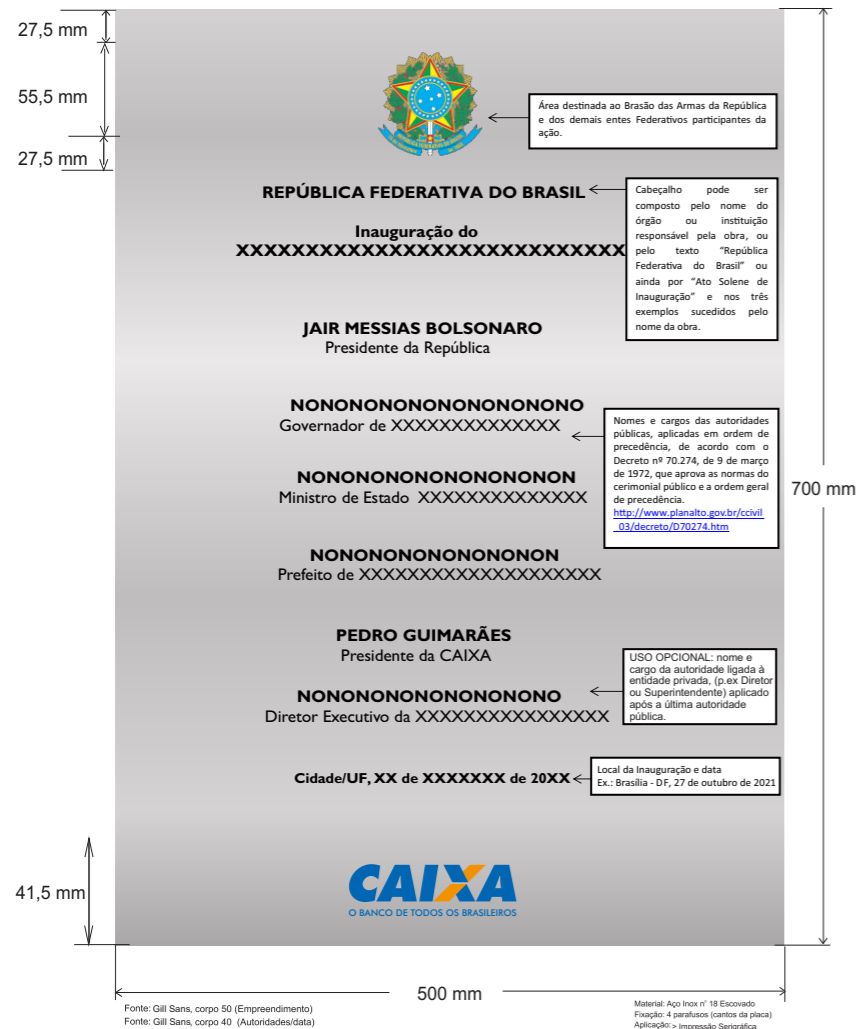 27,5 mm
55,5 mm
27,5 mm
Área destinada ao Brasão das Armas da República
e dos demais entes Federativos participantes da
ação.
REPÚBLICA FEDERATIVA DO BRASIL
Cabeçalho pode ser
composto pelo nome do
órgão ou instituição
responsável pela obra, ou
pelo texto “República
Federativa do Brasil” ou
ainda por “Ato Solene de
Inauguração” e nos três
exemplos sucedidos pelo
nome da obra.
Inauguração do
XXXXXXXXXXXXXXXXXXXXXXXXXXXX
JAIR MESSIAS BOLSONARO
Presidente da República
NONONONONONONONONONO
Governador de XXXXXXXXXXXXXX
Nomes e cargos das autoridades
públicas, aplicadas em ordem de
precedência, de acordo com o
Decreto nº 70.274, de 9 de março
de 1972, que aprova as normas do
cerimonial público e a ordem geral
de precedência.
http://www.planalto.gov.br/ccivil
_03/decreto/D70274.htm
NONONONONONONONONON
Ministro de Estado XXXXXXXXXXXXXX
NONONONONONONONON
Prefeito de XXXXXXXXXXXXXXXXXXXX
700 mm
PEDRO GUIMARÃES
Presidente da CAIXA
USO OPCIONAL: nome e
cargo da autoridade ligada à
entidade privada, (p.ex Diretor
ou Superintendente) aplicado
após a última autoridade
pública.
NONONONONONONONONO
Diretor Executivo da XXXXXXXXXXXXXXXX
Cidade/UF, XX de XXXXXXX de 20XX
Local da Inauguração e data
Ex.: Brasília - DF, 27 de outubro de 2021
41,5 mm
CAIXA
O BANCO DE TODOS OS BRASILEIROS
500 mm
Fonte: Gill Sans, corpo 50 (Empreendimento)
Fonte: Gill Sans, corpo 40 (Autoridades/data)
Material: Aço Inox nº 18 Escovado
Fixação: 4 parafusos (cantos da placa)
Aplicação: > Impressão Serigráfica